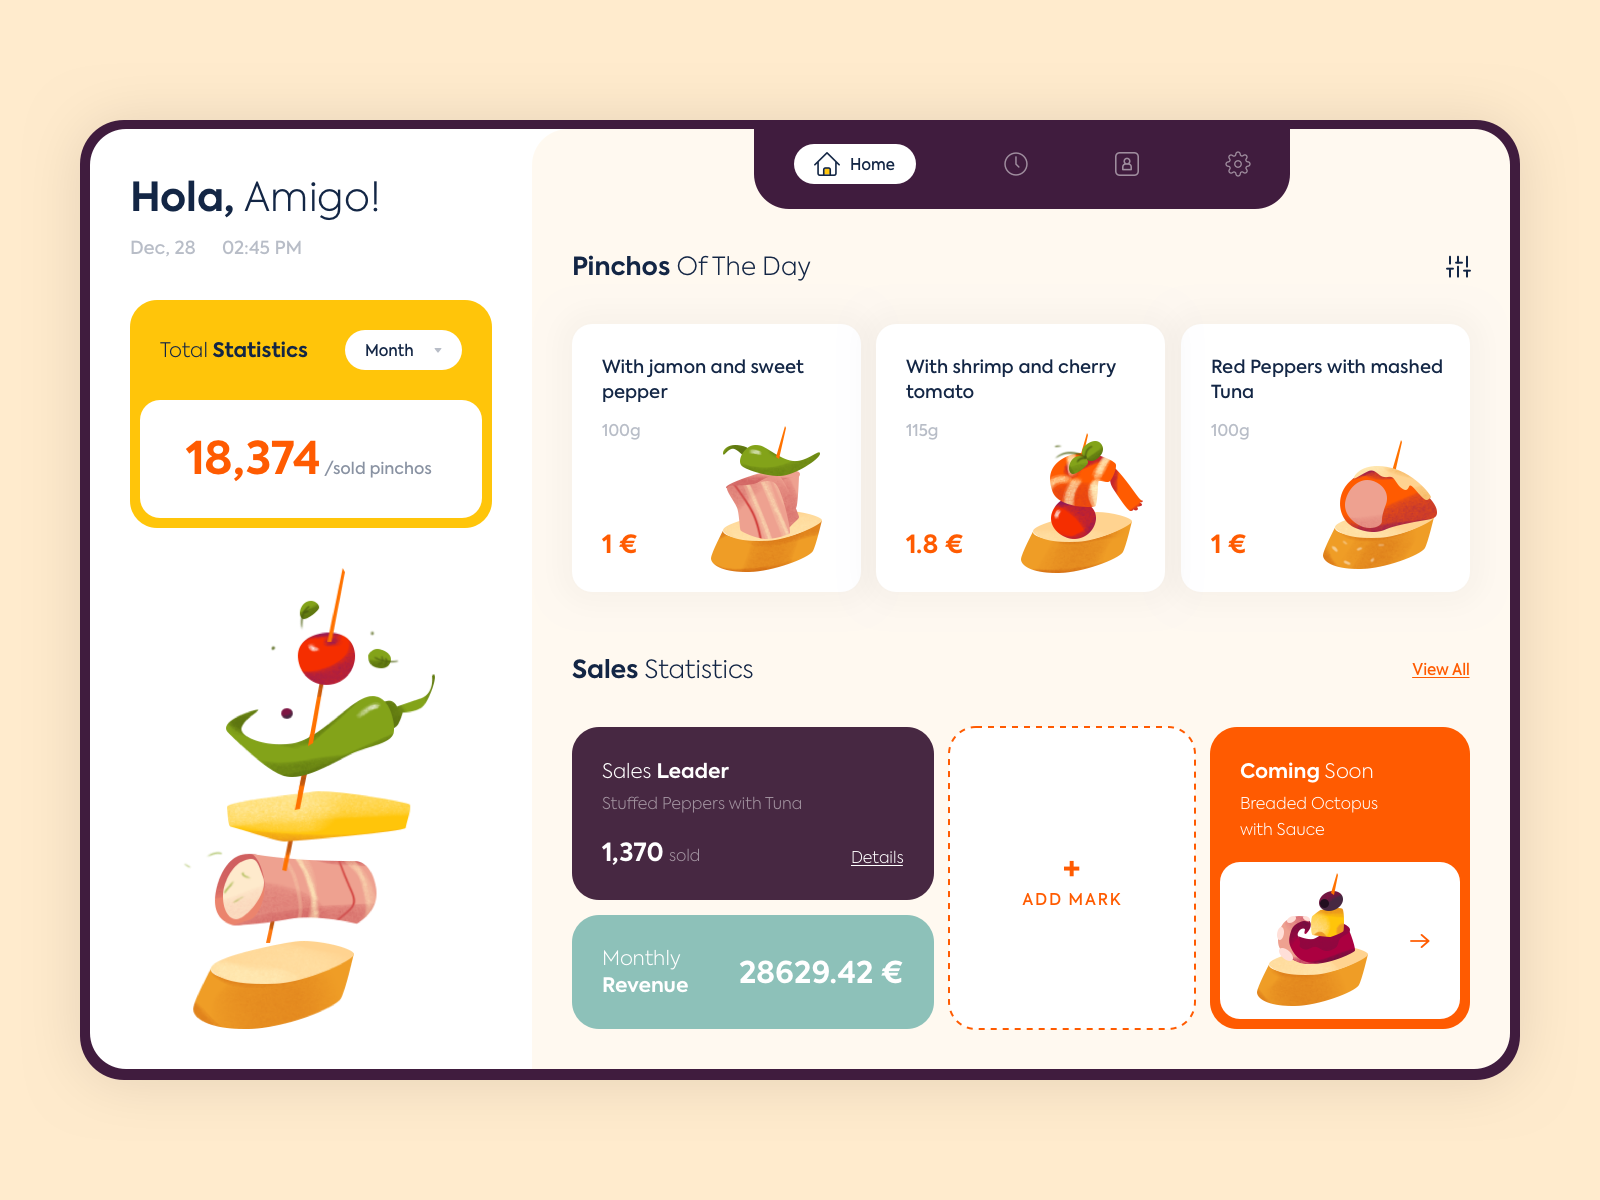 Hola, Amigo!
Dec, 28 02:45 PM
Total Statistics
Month
18,374 /sold pinchos
Home
Pinchos Of The Day
With jamon and sweet
pepper
100g
1 €
With shrimp and cherry
tomato
115g
1.8 €
Red Peppers with mashed
Tuna
100g
1 €
Sales Statistics
View All
Sales Leader
Stuffed Peppers with Tuna
1,370 sold
Details
Monthly
Revenue
28629.42 €
+
ADD MARK
Coming Soon
Breaded Octopus
with Sauce